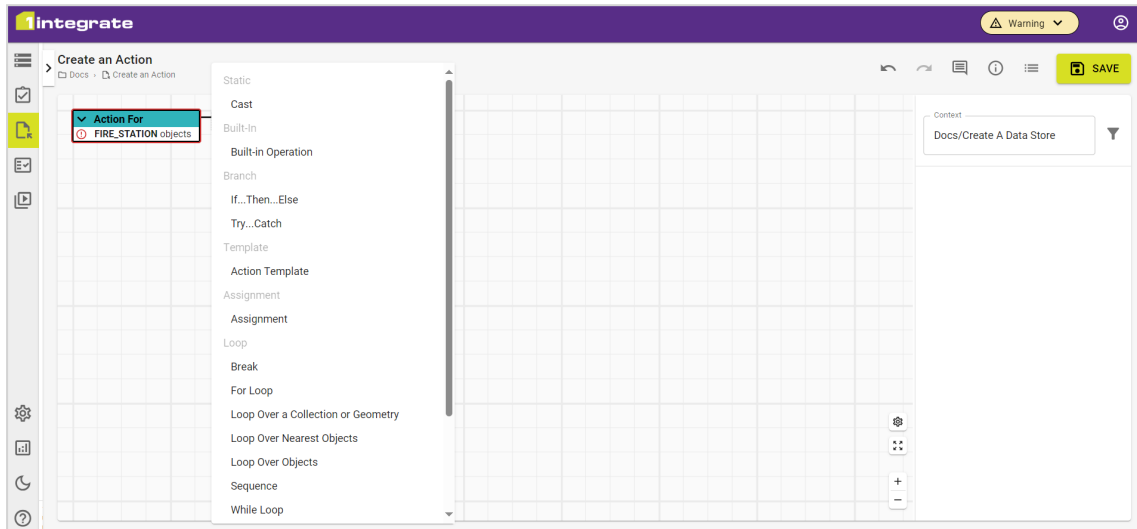 1integrate
Warning
Create an Action
Docs › Create an Action
SAVE
Action For
FIRE_STATION objects
Static
Cast
Built-In
Built-in Operation
Branch
If...Then...Else
Try...Catch
Template
Action Template
Assignment
Assignment
Loop
Break
For Loop
Loop Over a Collection or Geometry
Loop Over Nearest Objects
Loop Over Objects
Sequence
While Loop
Context
Docs/Create A Data Store